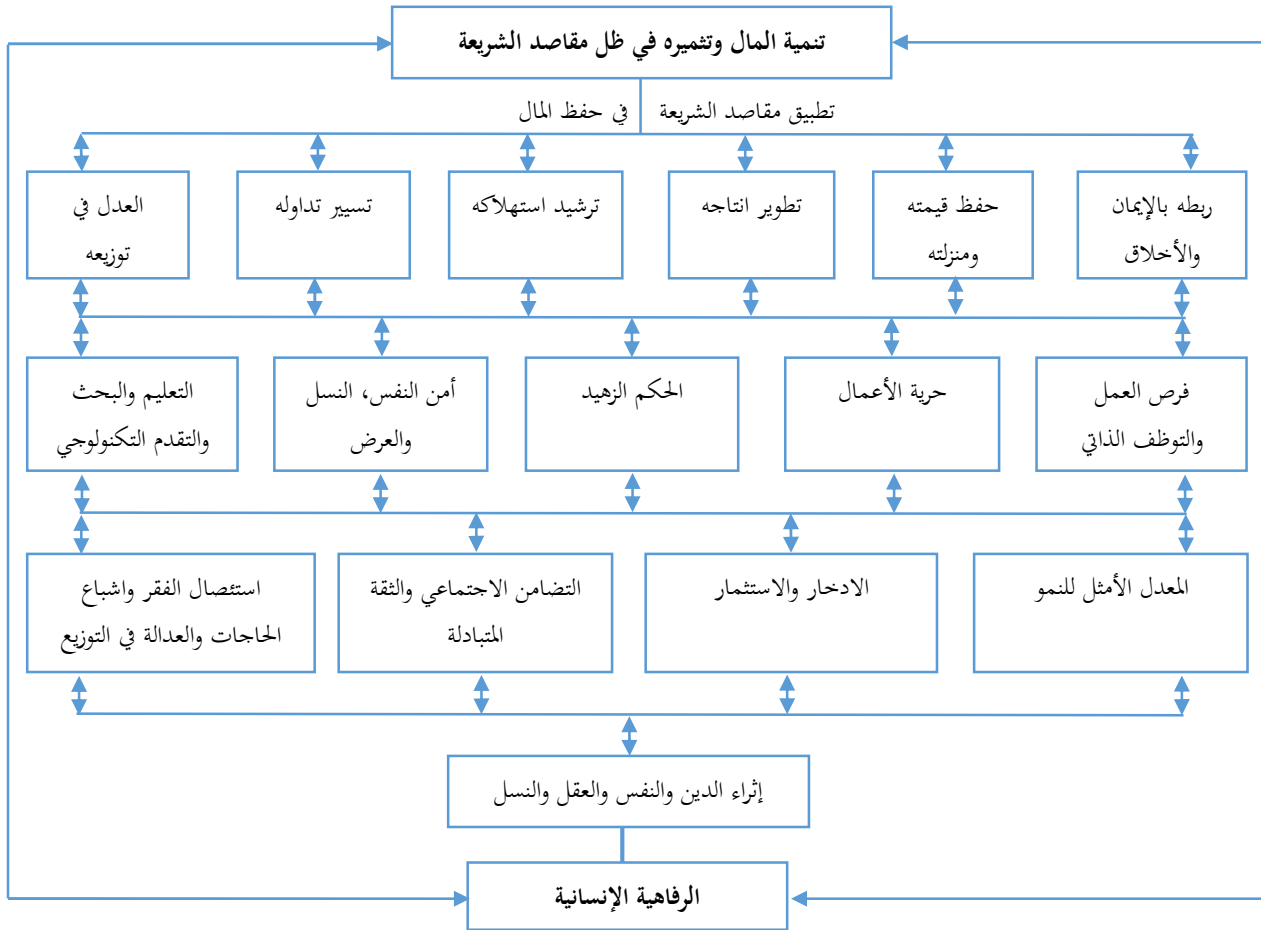 تنمية المال وتثميره في ظل مقاصد الشريعة
تطبيق مقاصد الشريعة في حفظ المال
ربطه بالإيمان
والأخلاق
حفظ قيمته
ومنزلته
تطوير انتاجه
ترشيد استهلاكه
تسيير تداوله
العدل في
توزيعه
فرص العمل
والتوظف الذاتي
حرية الأعمال
الحكم الزهيد
أمن النفس، النسل
والعرض
التعليم والبحث
والتقدم التكنولوجي
المعدل الأمثل للنمو
الادخار والاستثمار
التضامن الاجتماعي والثقة
المتبادلة
استئصال الفقر واشباع
الحاجات والعدالة في التوزيع
إثراء الدين والنفس والعقل والنسل
الرفاهية الإنسانية